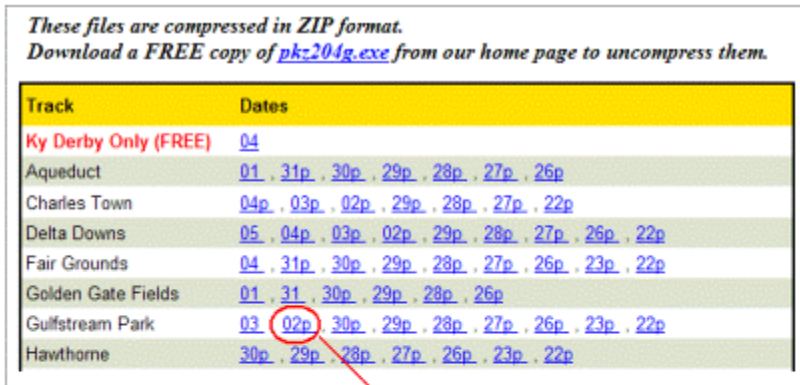 These files are compressed in ZIP format.
Download a FREE copy of pkz204g.exe from our home page to uncompress them.
Track Dates
Ky Derby Only (FREE) 04
Aqueduct 01 , 31p , 30p , 29p , 28p , 27p , 26p
Charles Town 04p , 03p , 02p , 29p , 28p , 27p , 22p
Delta Downs 05 , 04p , 03p , 02p , 29p , 28p , 27p , 26p , 22p
Fair Grounds 04 , 31p , 30p , 29p , 28p , 27p , 26p , 23p , 22p
Golden Gate Fields 01 , 31 , 30p , 29p , 28p , 26p
Gulfstream Park 03 , 02p , 30p , 29p , 28p , 27p , 26p , 23p , 22p
Hawthorne 30p , 29p , 28p , 27p , 26p , 23p , 22p